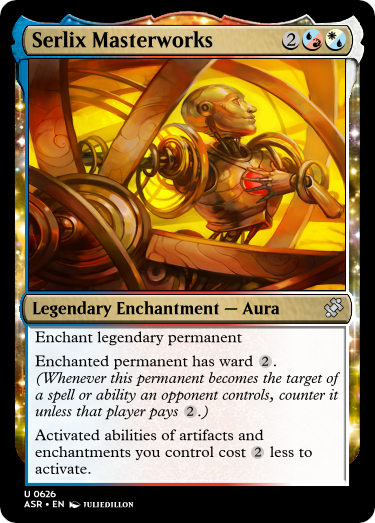 Serlix Masterworks 2
Legendary Enchantment — Aura
Enchant legendary permanent
Enchanted permanent has ward 2.
(Whenever this permanent becomes the target
of a spell or ability an opponent controls, counter it
unless that player pays 2.)
Activated abilities of artifacts and
enchantments you control cost 2 less to
activate.
U 0626
ASR • EN JULIEDILLON